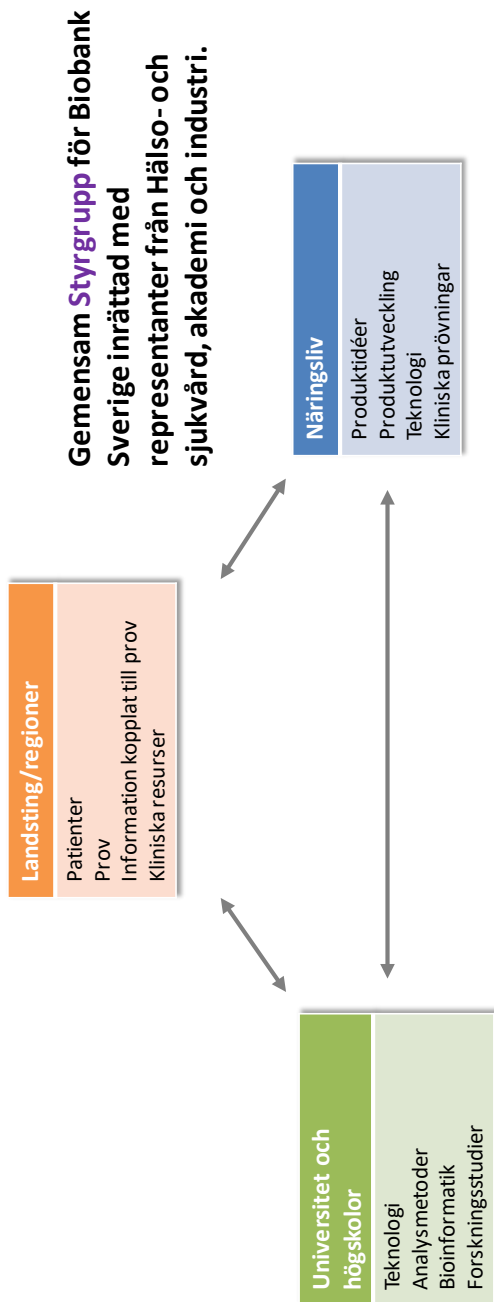 Gemensam Styrgrupp för Biobank
Sverige inrättad med
representanter från Hälso- och
sjukvård, akademi och industri.
Landsting/regioner
Patienter
Prov
Information kopplat till prov
Kliniska resurser
Universitet och
högskolor
Teknologi
Analysmetoder
Bioinformatik
Forskningsstudier
Näringsliv
Produktidéer
Produktutveckling
Teknologi
Kliniska prövningar